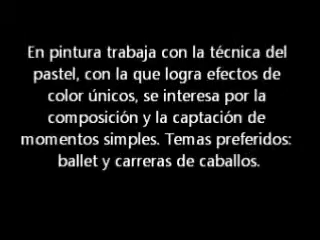 En pintura trabaja con la técnica del
pastel, con la que logra efectos de
color únicos, se interesa por la
composición y la captación de
momentos simples. Temas preferidos:
ballet y carreras de caballos.